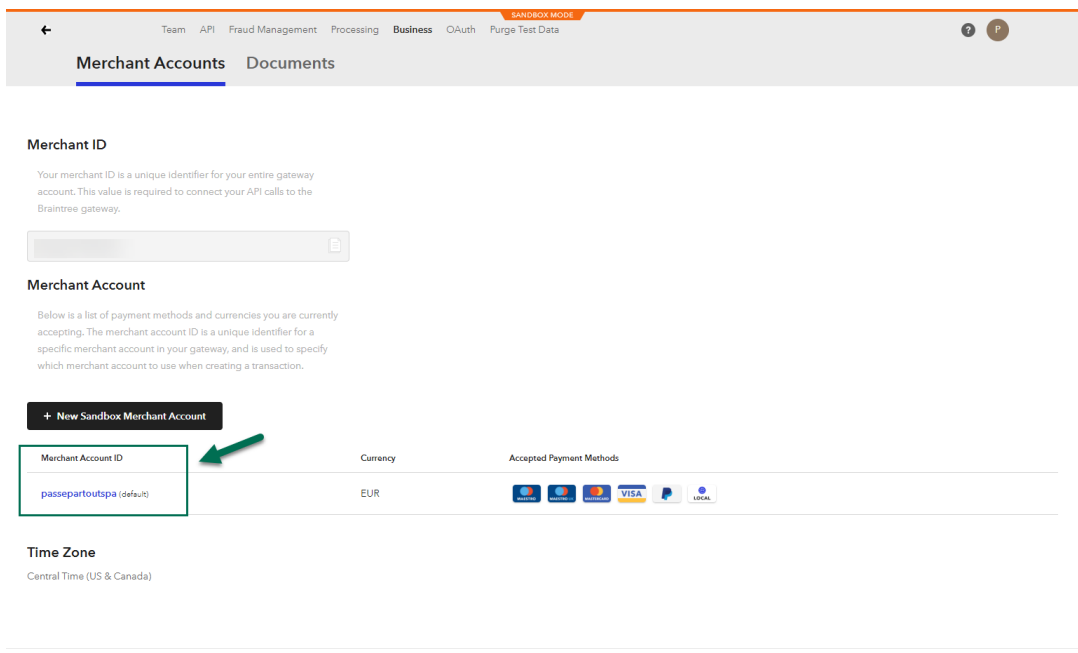 SANDBOX MODE
Team API Fraud Management Processing Business OAuth Purge Test Data
? P
Merchant Accounts Documents
Merchant ID
Your merchant ID is a unique identifier for your entire gateway
account. This value is required to connect your API calls to the
Braintree gateway.
Merchant Account
Below is a list of payment methods and currencies you are currently
accepting. The merchant account ID is a unique identifier for a
specific merchant account in your gateway, and is used to specify
which merchant account to use when creating a transaction.
+ New Sandbox Merchant Account
Merchant Account ID Currency Accepted Payment Methods
passepartoutspa (default) EUR MAESTRO MAESTRO MASTERCARD VISA P LOCAL
Time Zone
Central Time (US & Canada)